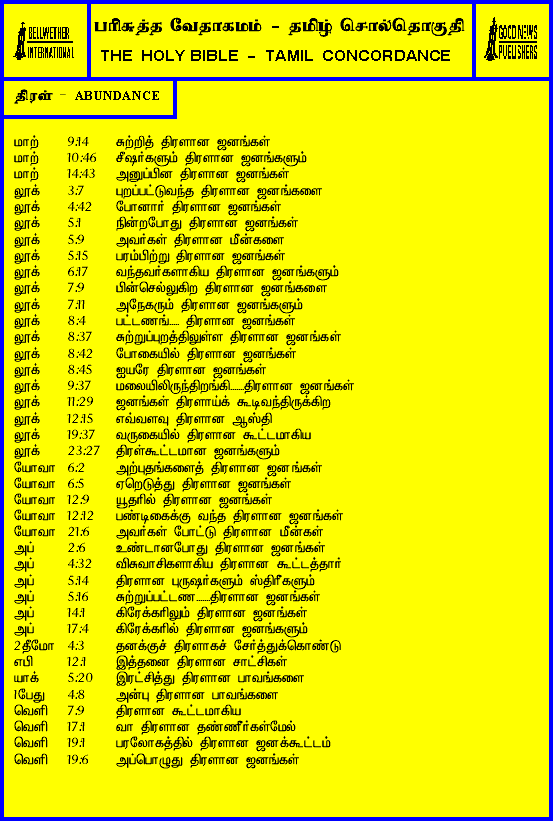 BELLWETHER
INTERNATIONAL
பரிசுத்த வேதாகமம் - தமிழ் சொல்தொகுதி
THE HOLY BIBLE - TAMIL CONCORDANCE
GOOD NEWS
PUBLISHERS
திரன் - ABUNDANCE
மாற் 9:14 சுற்றித் திரளான ஜனங்கள்
மாற் 10:46 சீஷர்களும் திரளான ஜனங்களும்
மாற் 14:43 அனுப்பின திரளான ஜனங்கள்
லூக் 3:7 புறப்பட்டுவந்த திரளான ஜனங்களை
லூக் 4:42 போனார் திரளான ஜனங்கள்
லூக் 5:1 நின்றபோது திரளான ஜனங்கள்
லூக் 5:9 அவர்கள் திரளான மீன்களை
லூக் 5:15 பரம்பிற்று திரளான ஜனங்கள்
லூக் 6:17 வந்தவர்களாகிய திரளான ஜனங்களும்
லூக் 7:9 பின்செல்லுகிற திரளான ஜனங்களை
லூக் 7:11 அநேகரும் திரளான ஜனங்களும்
லூக் 8:4 பட்டணங்..... திரளான ஜனங்கள்
லூக் 8:37 சுற்றுப்புறத்திலுள்ள திரளான ஜனங்கள்
லூக் 8:42 போகையில் திரளான ஜனங்கள்
லூக் 8:45 ஐயரே திரளான ஜனங்கள்
லூக் 9:37 மலையிலிருந்திறங்கி.......திரளான ஜனங்கள்
லூக் 11:29 ஜனங்கள் திரளாய்க் கூடிவந்திருக்கிற
லூக் 12:15 எவ்வளவு திரளான ஆஸ்தி
லூக் 19:37 வருகையில் திரளான கூட்டமாகிய
லூக் 23:27 திரள்கூட்டமான ஜனங்களும்
யோவா 6:2 அற்புதங்களைத் திரளான ஜனங்கள்
யோவா 6:5 ஏறெடுத்து திரளான ஜனங்கள்
யோவா 12:9 யூதரில் திரளான ஜனங்கள்
யோவா 12:12 பண்டிகைக்கு வந்த திரளான ஜனங்கள்
யோவா 21:6 அவர்கள் போட்டு திரளான மீன்கள்
அப் 2:6 உண்டானபோது திரளான ஜனங்கள்
அப் 4:32 விசுவாசிகளாகிய திரளான கூட்டத்தார்
அப் 5:14 திரளான புருஷர்களும் ஸ்திரீகளும்
அப் 5:16 சுற்றுப்பட்டண.......திரளான ஜனங்கள்
அப் 14:1 கிரேக்கரிலும் திரளான ஜனங்கள்
அப் 17:4 கிரேக்கரில் திரளான ஜனங்களும்
2தீமோ 4:3 தனக்குச் திரளாகச் சேர்த்துக்கொண்டு
எபி 12:1 இத்தனை திரளான சாட்சிகள்
யாக் 5:20 இரட்சித்து திரளான பாவங்களை
1பேது 4:8 அன்பு திரளான பாவங்களை
வெளி 7:9 திரளான கூட்டமாகிய
வெளி 17:1 வா திரளான தண்ணீர்கள்மேல்
வெளி 19:1 பரலோகத்தில் திரளான ஜனக்கூட்டம்
வெளி 19:6 அப்பொழுது திரளான ஜனங்கள்